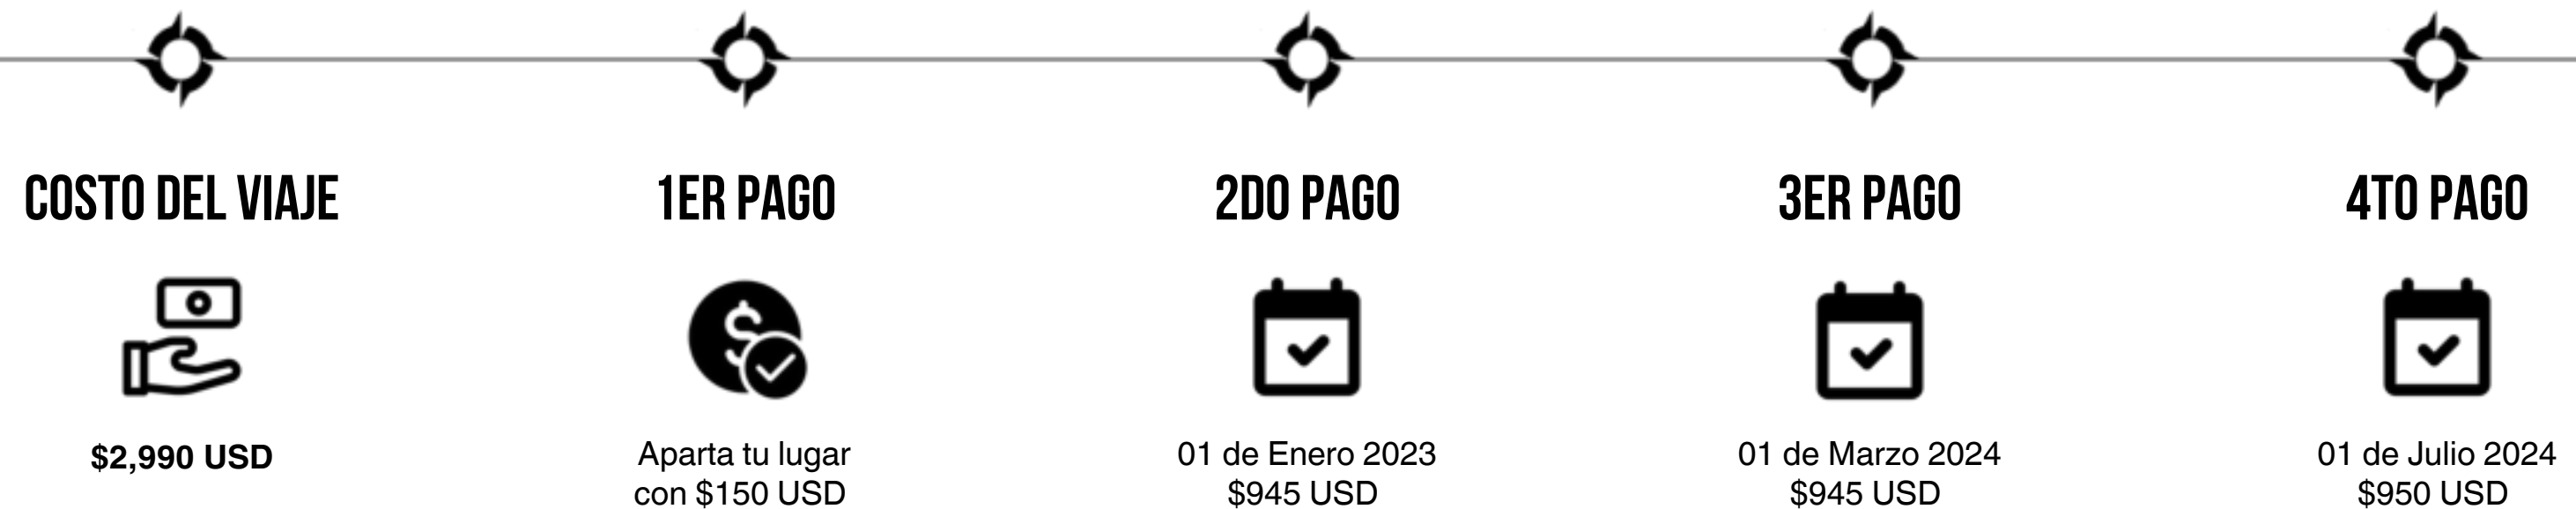 COSTO DEL VIAJE
$2,990 USD
1ER PAGO
Aparta tu lugar
con $150 USD
2DO PAGO
01 de Enero 2023
$945 USD
3ER PAGO
01 de Marzo 2024
$945 USD
4TO PAGO
01 de Julio 2024
$950 USD